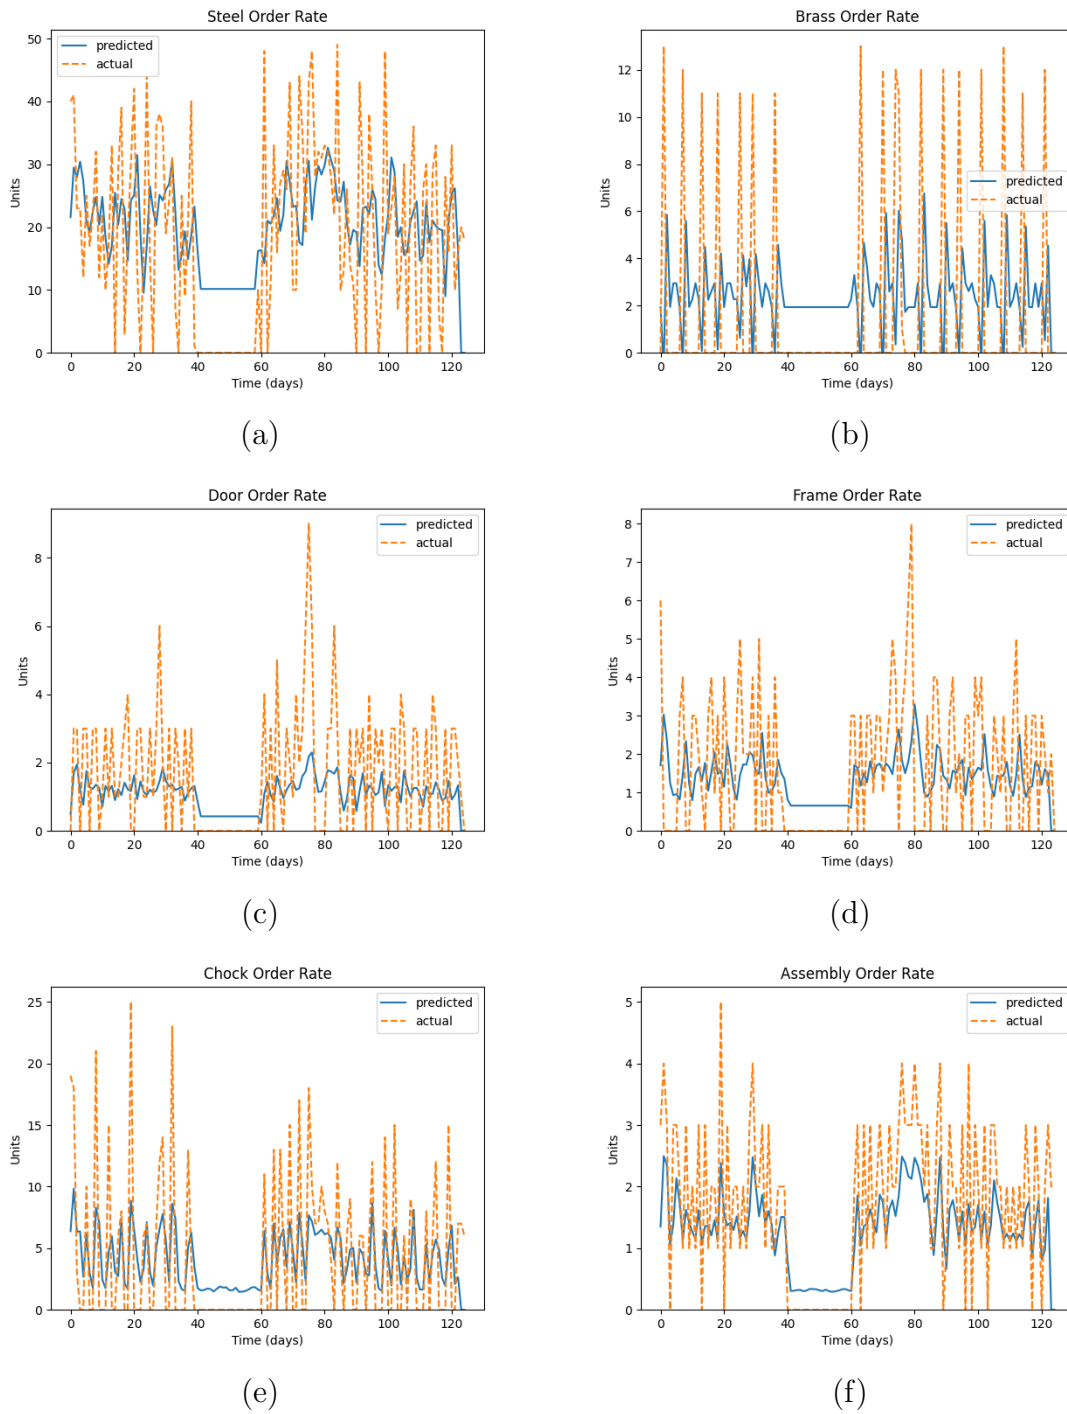 Steel Order Rate
Units
50
40
30
20
10
0
predicted
actual
0 20 40 60 80 100 120
Time (days)
(a)
Brass Order Rate
Units
12
10
8
6
4
2
0
predicted
actual
0 20 40 60 80 100 120
Time (days)
(b)
Door Order Rate
Units
8
6
4
2
0
predicted
actual
0 20 40 60 80 100 120
Time (days)
(c)
Frame Order Rate
Units
8
7
6
5
4
3
2
1
0
predicted
actual
0 20 40 60 80 100 120
Time (days)
(d)
Chock Order Rate
Units
25
20
15
10
5
0
predicted
actual
0 20 40 60 80 100 120
Time (days)
(e)
Assembly Order Rate
Units
5
4
3
2
1
0
predicted
actual
0 20 40 60 80 100 120
Time (days)
(f)